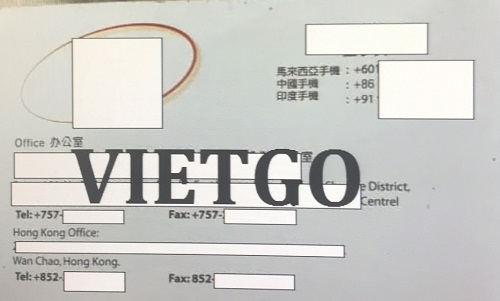 馬來西亞手機 : +601
中國手機 : +86
印度手機 : +91
Office 办公室
室
VIETGO
e District,
Centrel
Tel: +757- Fax: +757-
Hong Kong Office:
Wan Chao, Hong Kong.
Tel: +852- Fax: 852-